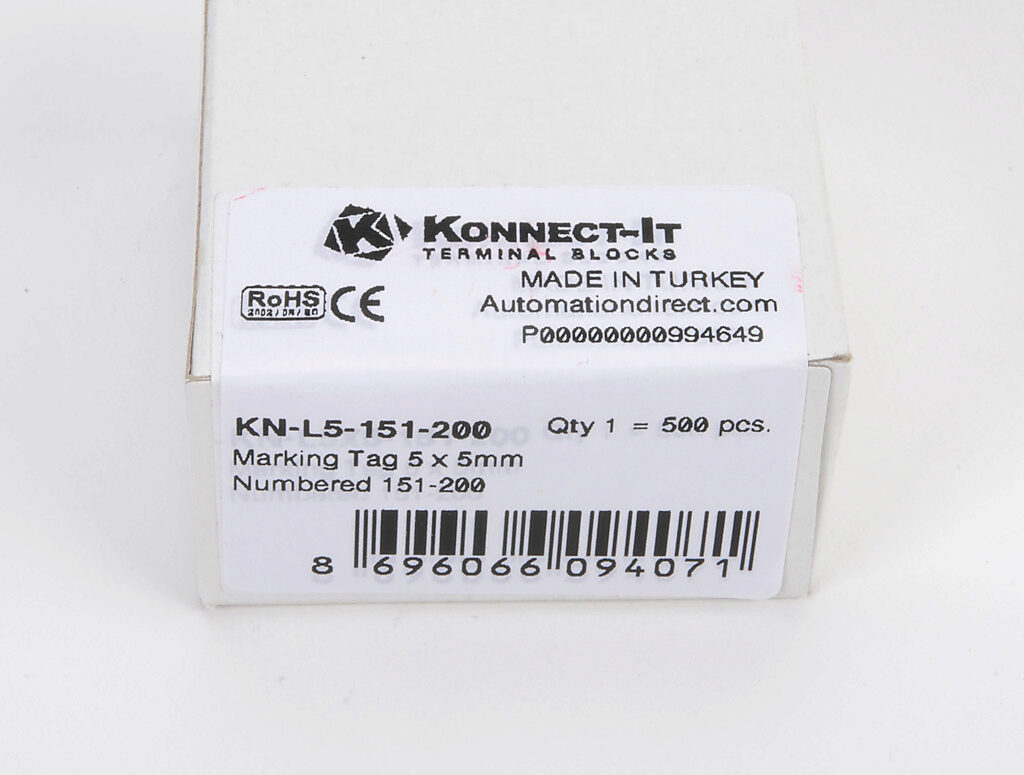 KONNECT-IT
TERMINAL BLOCKS
MADE IN TURKEY
RoHS CE
Automationdirect.com
P00000000994649
KN-L5-151-200 Qty 1 = 500 pcs.
Marking Tag 5 x 5mm
Numbered 151-200
8 696066 094071